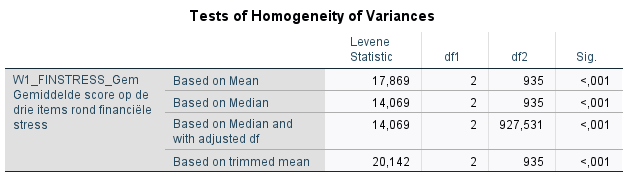 Tests of Homogeneity of Variances
Levene
Statistic df1 df2 Sig.
W1_FINSTRESS_Gem
Gemiddelde score op de
drie items rond financiële
stress
Based on Mean 17,869 2 935 <,001
Based on Median 14,069 2 935 <,001
Based on Median and
with adjusted df 14,069 2 927,531 <,001
Based on trimmed mean 20,142 2 935 <,001